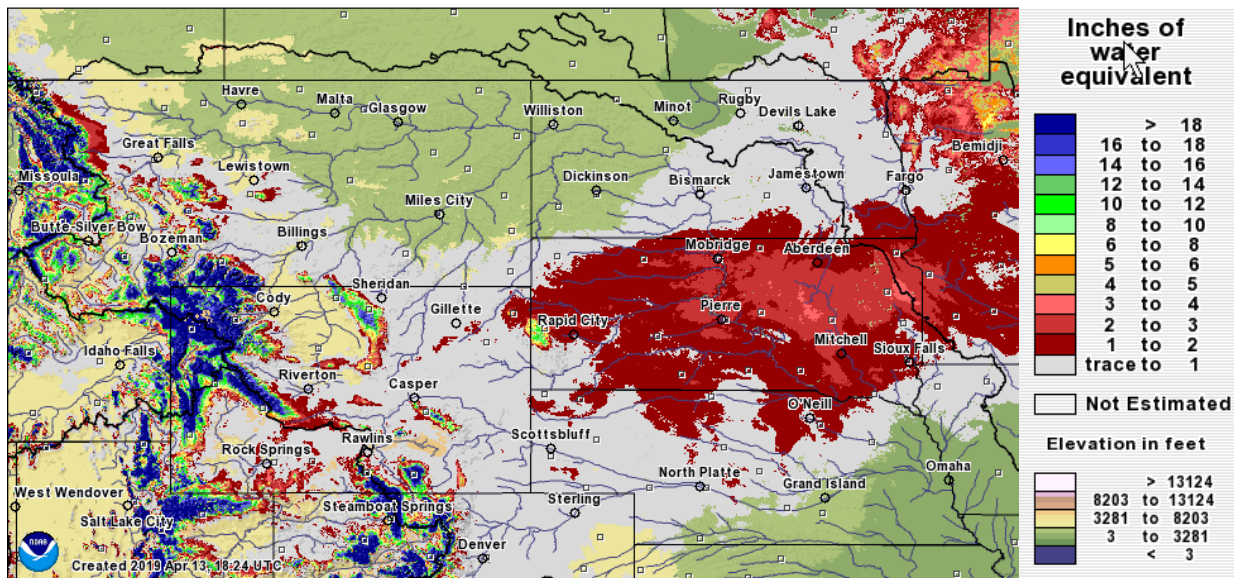 Havre
Malta
Glasgow
Williston
Minot
Rugby
Devils Lake
Great Falls
Bemidji
Missoula
Lewistown
Dickinson
Bismarck
Jamestown
Fargo
Miles City
Butte-Silver Bow
Bozeman
Billings
Mobridge
Aberdeen
Sheridan
Cody
Gillette
Pierre
Rapid City
Idaho Falls
Mitchell
Sioux Falls
Riverton
Casper
O'Neill
Rawlins
Scottsbluff
Rock Springs
North Platte
Omaha
Grand Island
West Wendover
Sterling
Steamboat Springs
Salt Lake City
Denver
NOAA
Created 2019 Apr 13, 18:24 UTC
Inches of
water
equivalent
> 18
16 to 18
14 to 16
12 to 14
10 to 12
8 to 10
6 to 8
5 to 6
4 to 5
3 to 4
2 to 3
1 to 2
trace to 1
Not Estimated
Elevation in feet
> 13124
8203 to 13124
3281 to 8203
3 to 3281
< 3